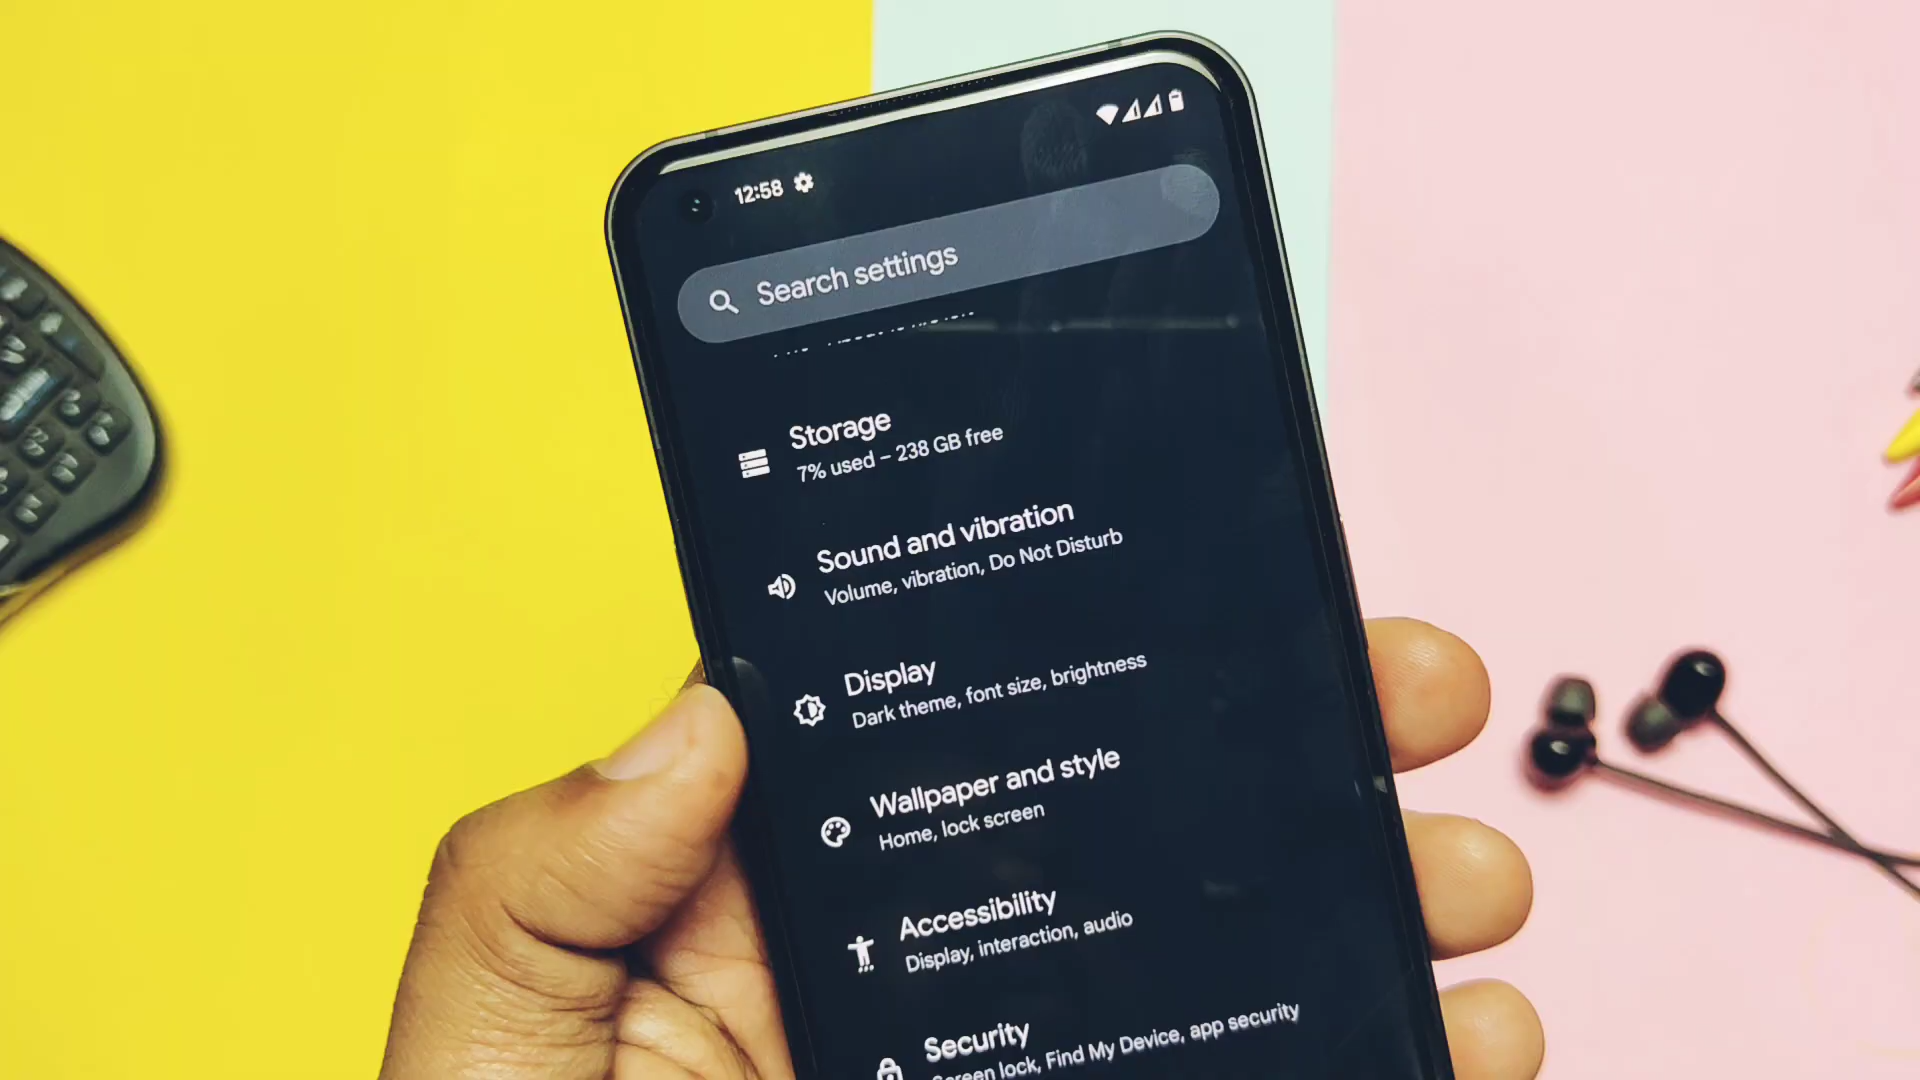 12:58
Search settings
Storage
7% used – 238 GB free
Sound and vibration
Volume, vibration, Do Not Disturb
Display
Dark theme, font size, brightness
Wallpaper and style
Home, lock screen
Accessibility
Display, interaction, audio
Security
lock, Find My Device, app security